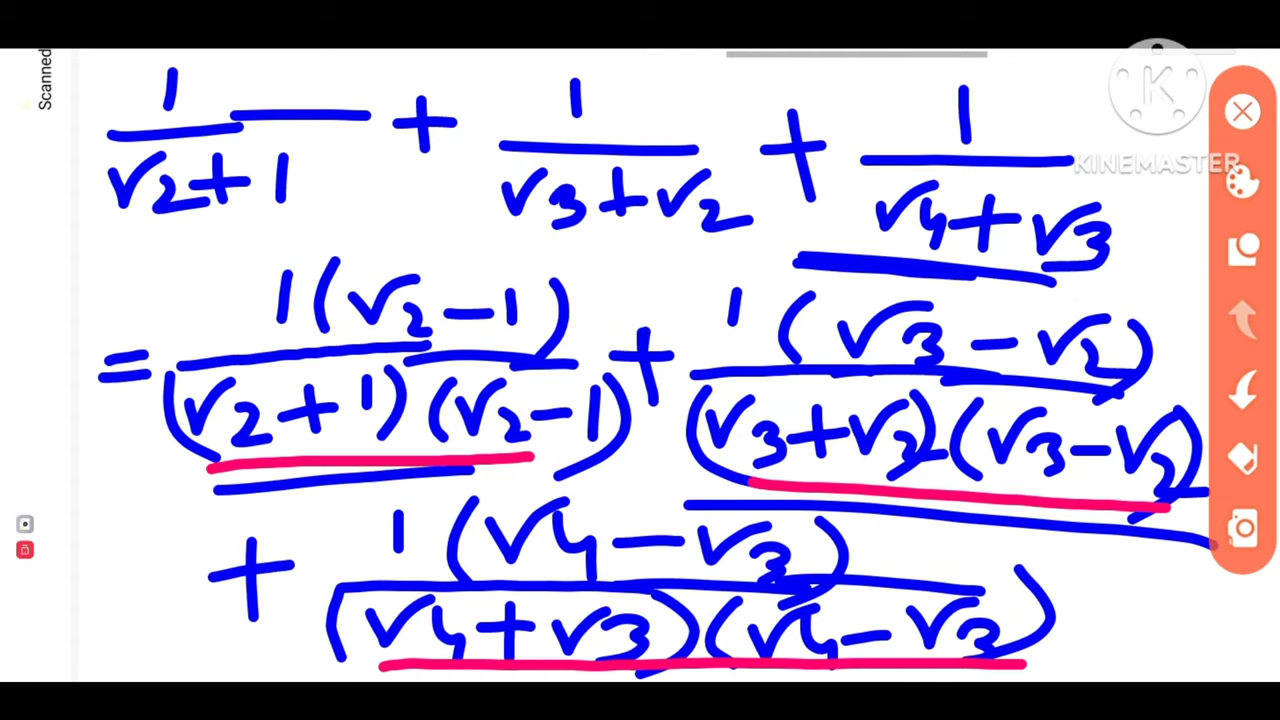 Scanned
KINEMASTER
1/(√2+1) + 1/(√3+√2) + 1/(√4+√3)
= 1(√2-1)/(√2+1)(√2-1) + 1(√3-√2)/(√3+√2)(√3-√2)
+ 1(√4-√3)/(√4+√3)(√4-√3)